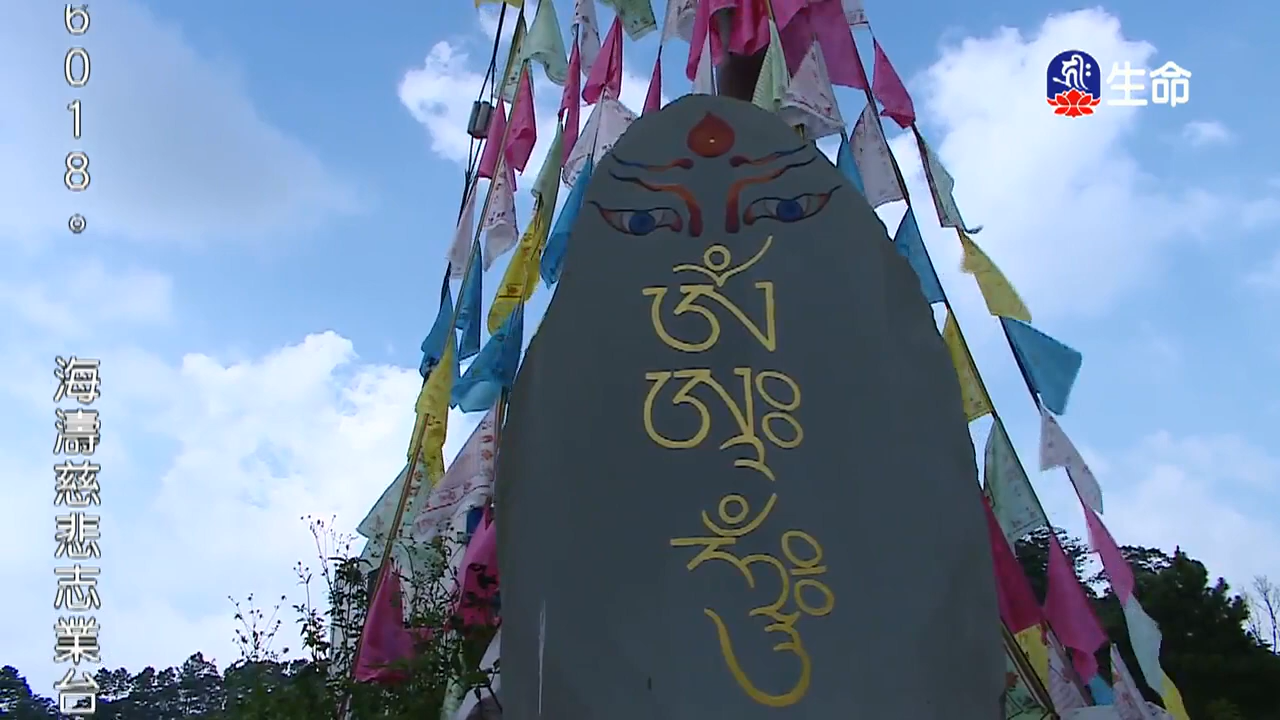 6018。
海濤慈悲志業台
生命
ཨོཾ
ཨཱཿ
ཧཱུྃ